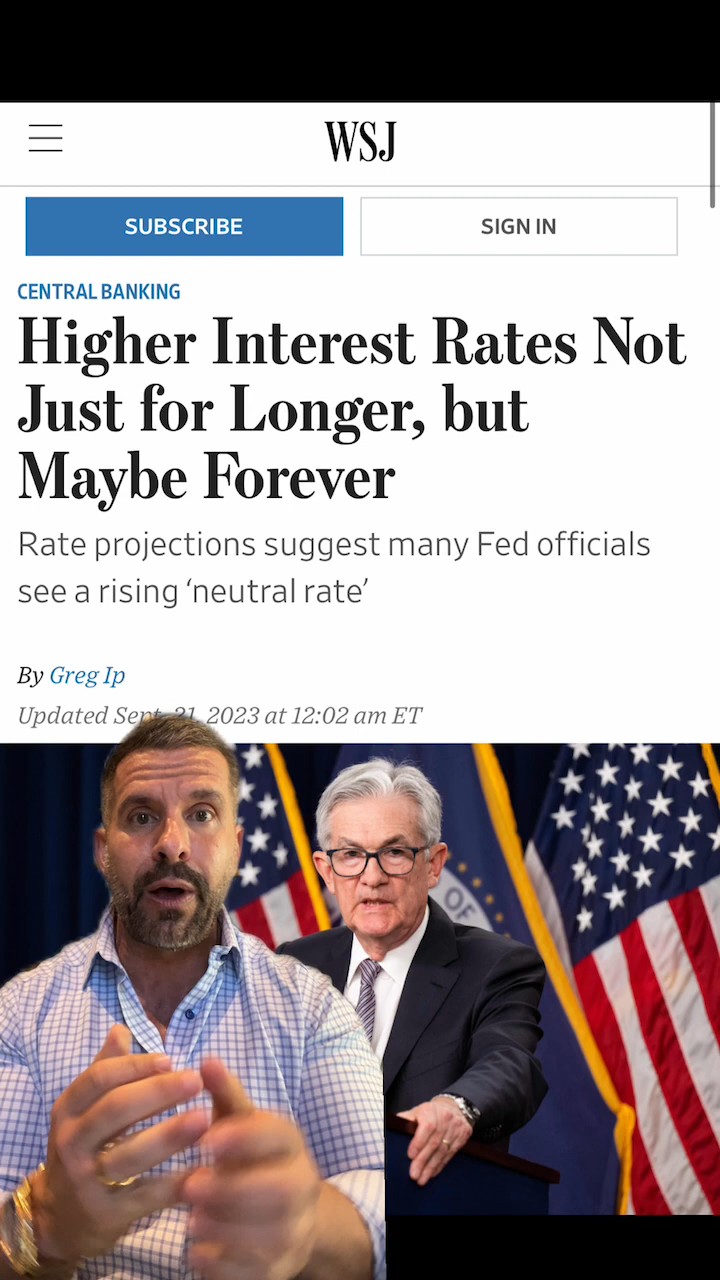 WSJ
SUBSCRIBE
SIGN IN
CENTRAL BANKING
Higher Interest Rates Not
Just for Longer, but
Maybe Forever
Rate projections suggest many Fed officials
see a rising ‘neutral rate’
By Greg Ip
Updated Sept. 21, 2023 at 12:02 am ET
OF